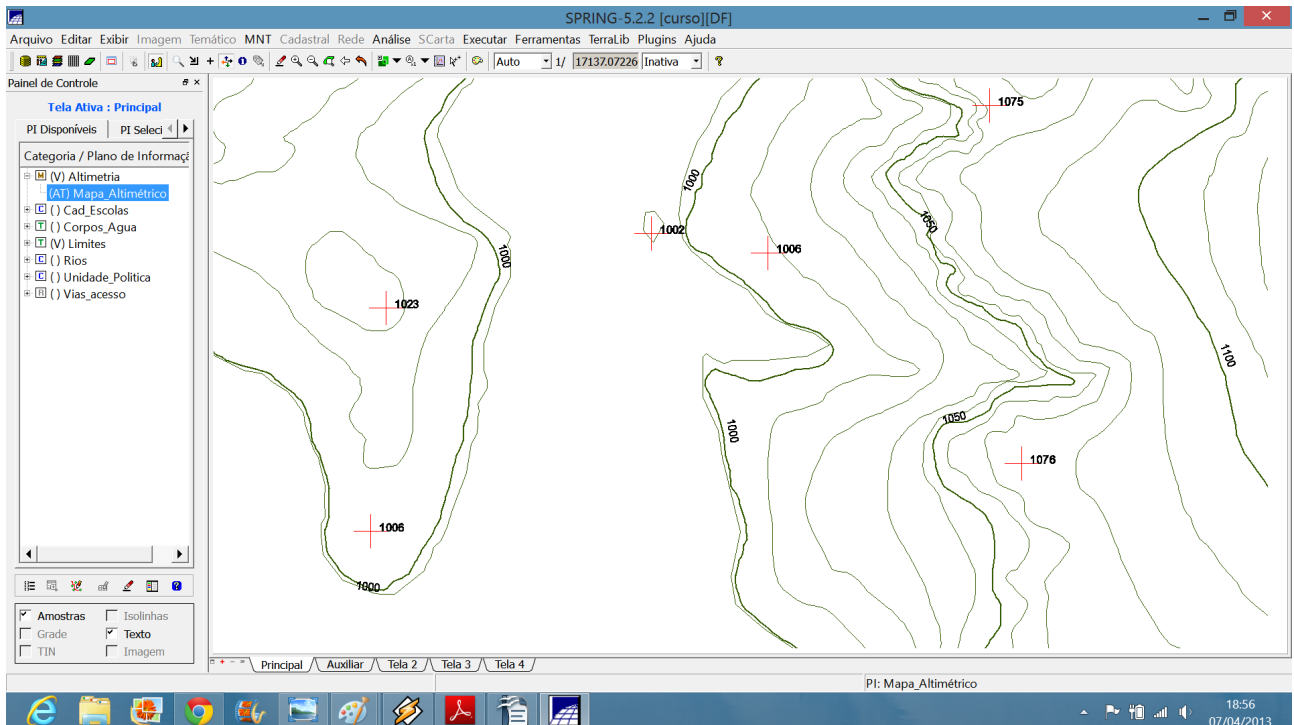 SPRING-5.2.2 [curso][DF]
Arquivo Editar Exibir Imagem Temático MNT Cadastral Rede Análise SCarta Executar Ferramentas TerraLib Plugins Ajuda
Auto 1/ 17137.07226 Inativa
Painel de Controle
Tela Ativa : Principal
PI Disponíveis PI Seleci
Categoria / Plano de Informaçã
(V) Altimetria
(AT) Mapa_Altimétrico
( ) Cad_Escolas
( ) Corpos_Agua
(V) Limites
( ) Rios
( ) Unidade_Politica
( ) Vias_acesso
Amostras Isolinhas
Grade Texto
TIN Imagem
1075
1000
1050
1002
1006
1000
1023
1100
1050
1000
1076
1006
1000
Principal Auxiliar Tela 2 Tela 3 Tela 4
PI: Mapa_Altimétrico
18:56
07/04/2013